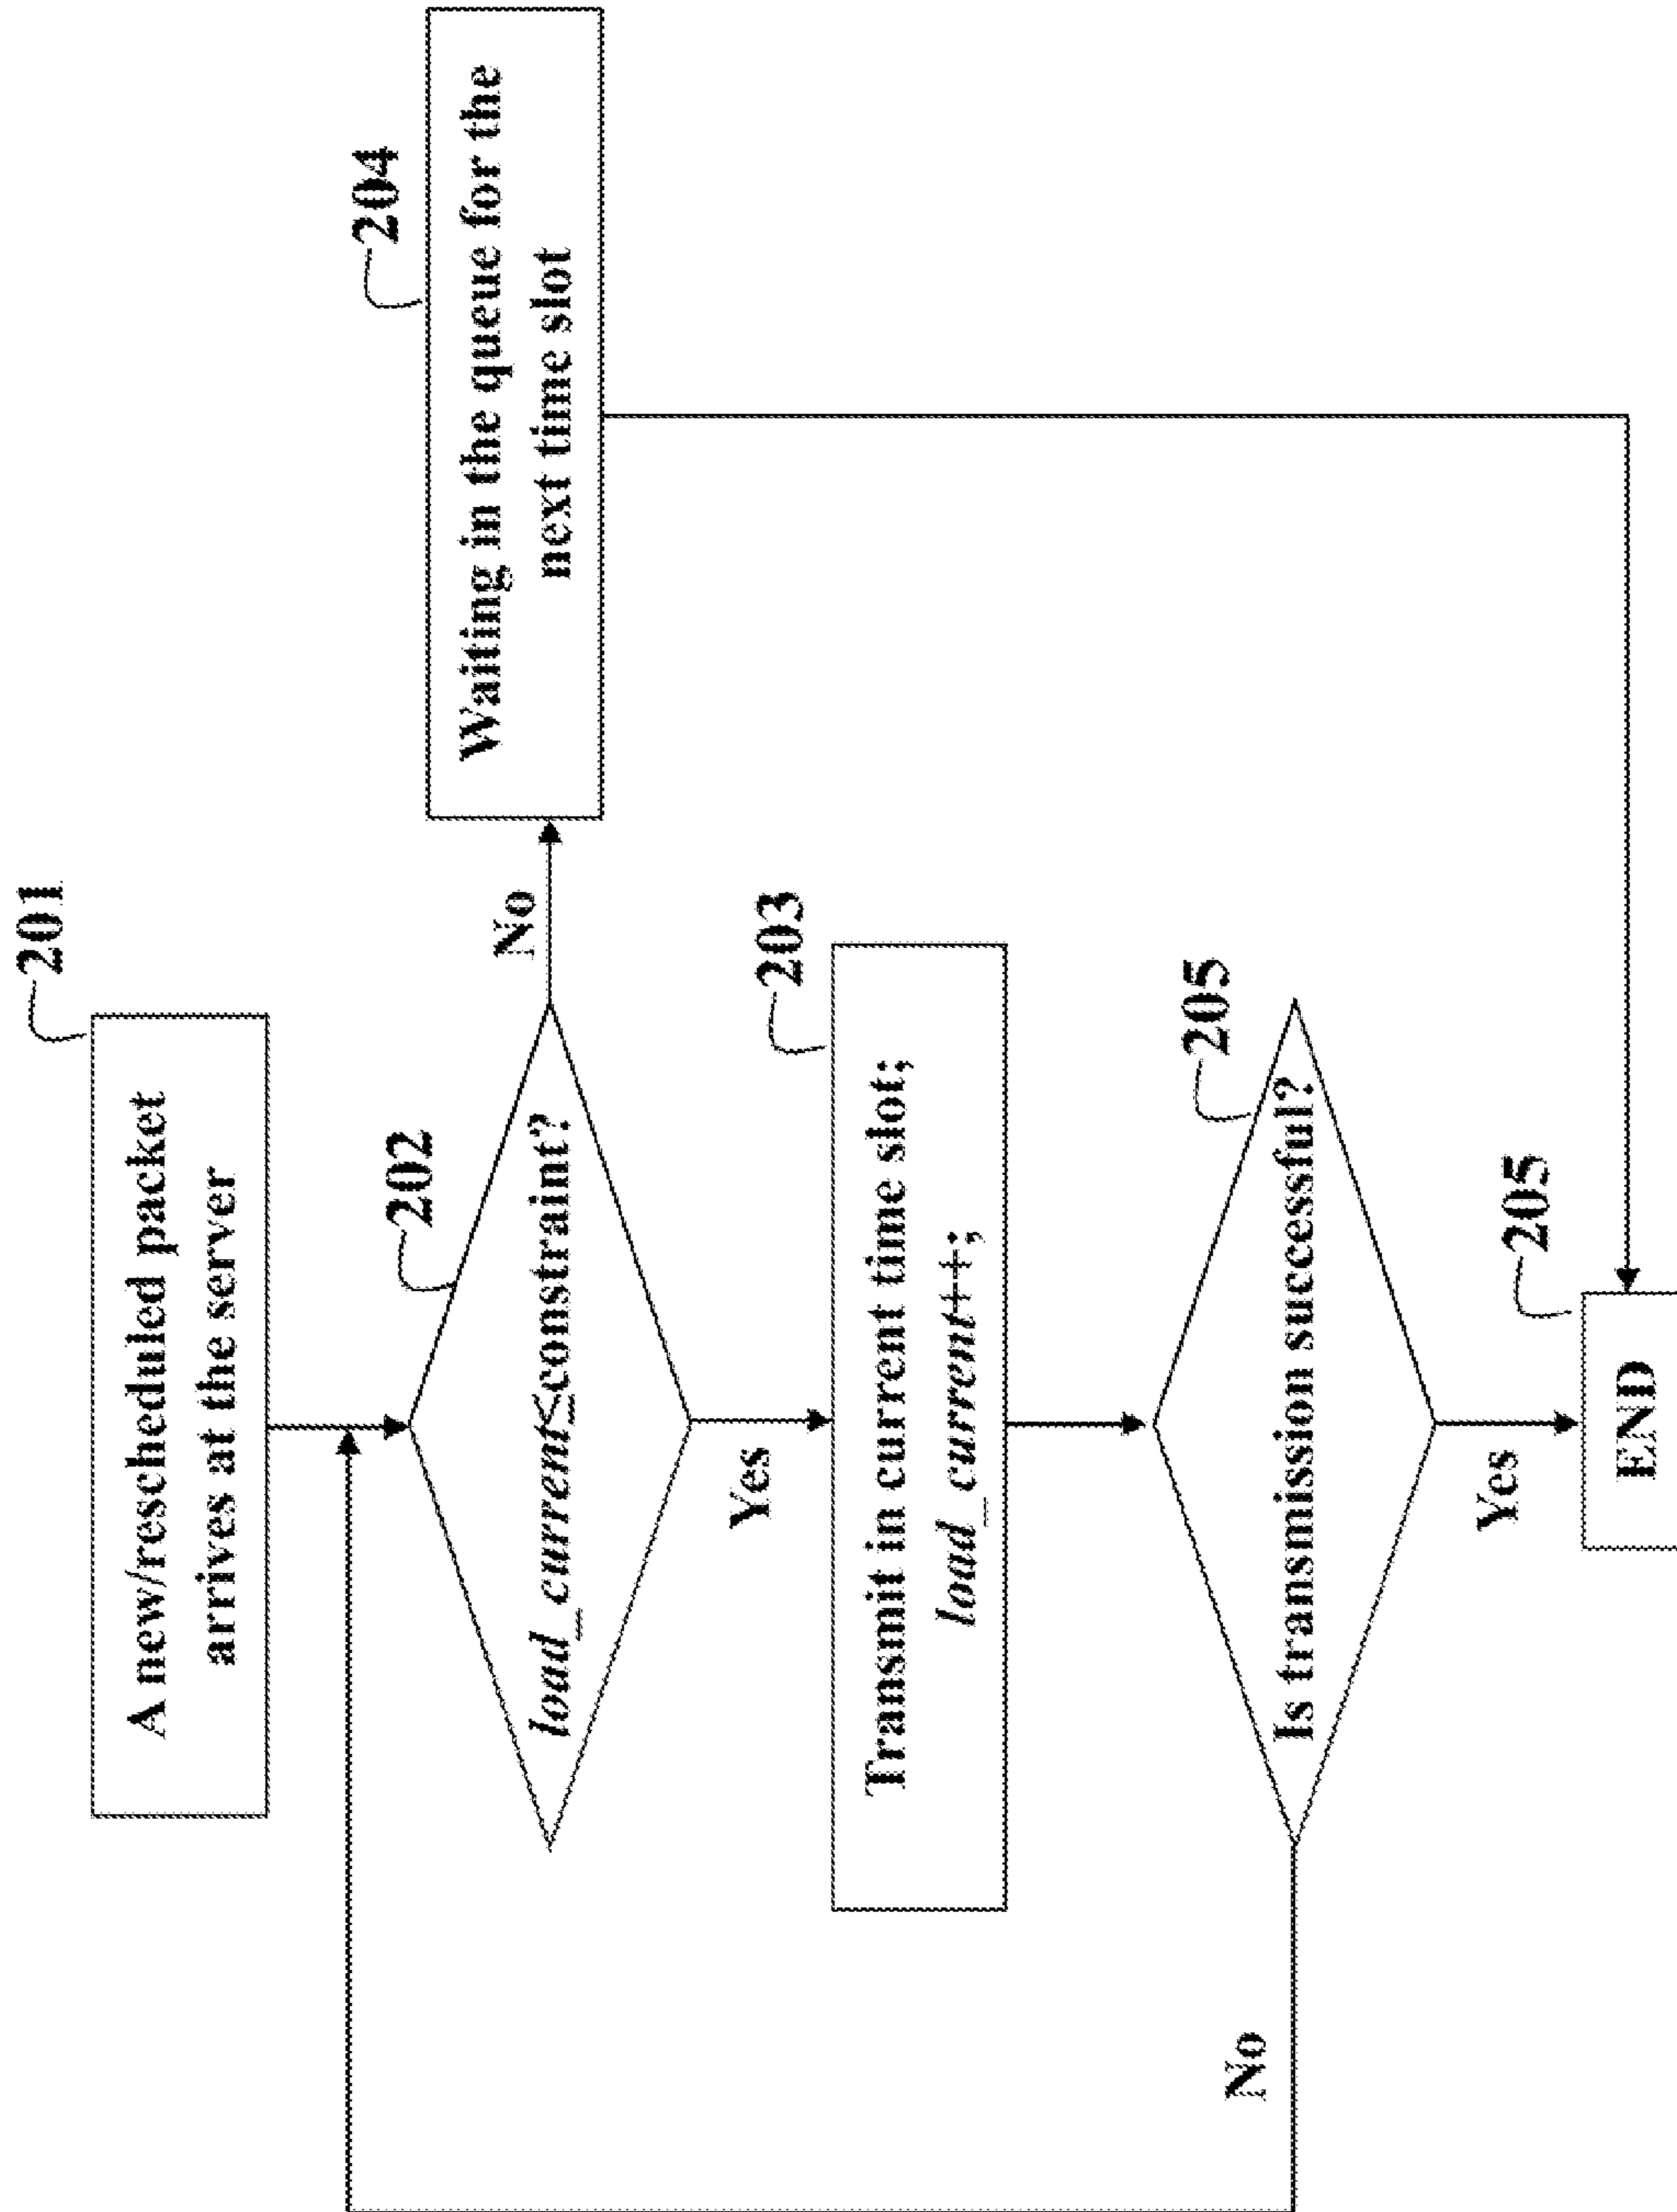 201
A new/rescheduled packet
arrives at the server
202
load_current≤constraint?
No
204
Waiting in the queue for the
next time slot
Yes
203
Transmit in current time slot;
load_current++;
205
Is transmission successful?
No
Yes
205
END